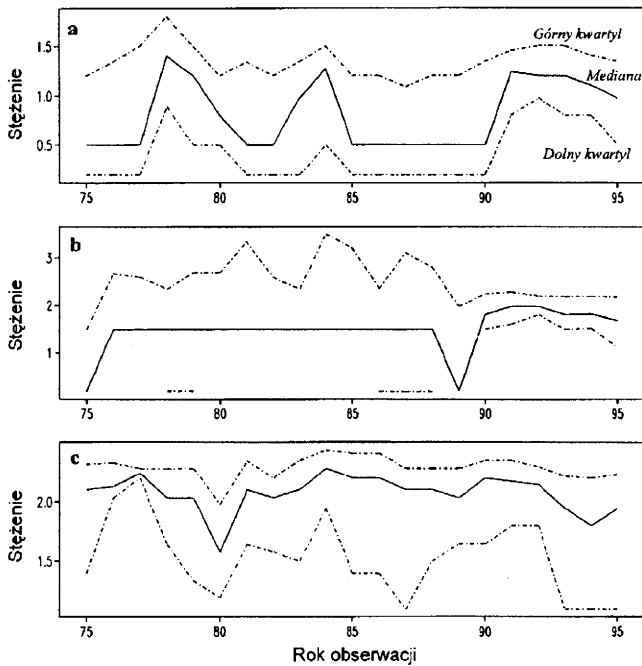 a
Górny kwartyl
Mediana
Dolny kwartyl
Stężenie
1.5
1.0
0.5
75 80 85 90 95
b
Stężenie
3
2
1
75 80 85 90 95
c
Stężenie
2.0
1.5
75 80 85 90 95
Rok obserwacji